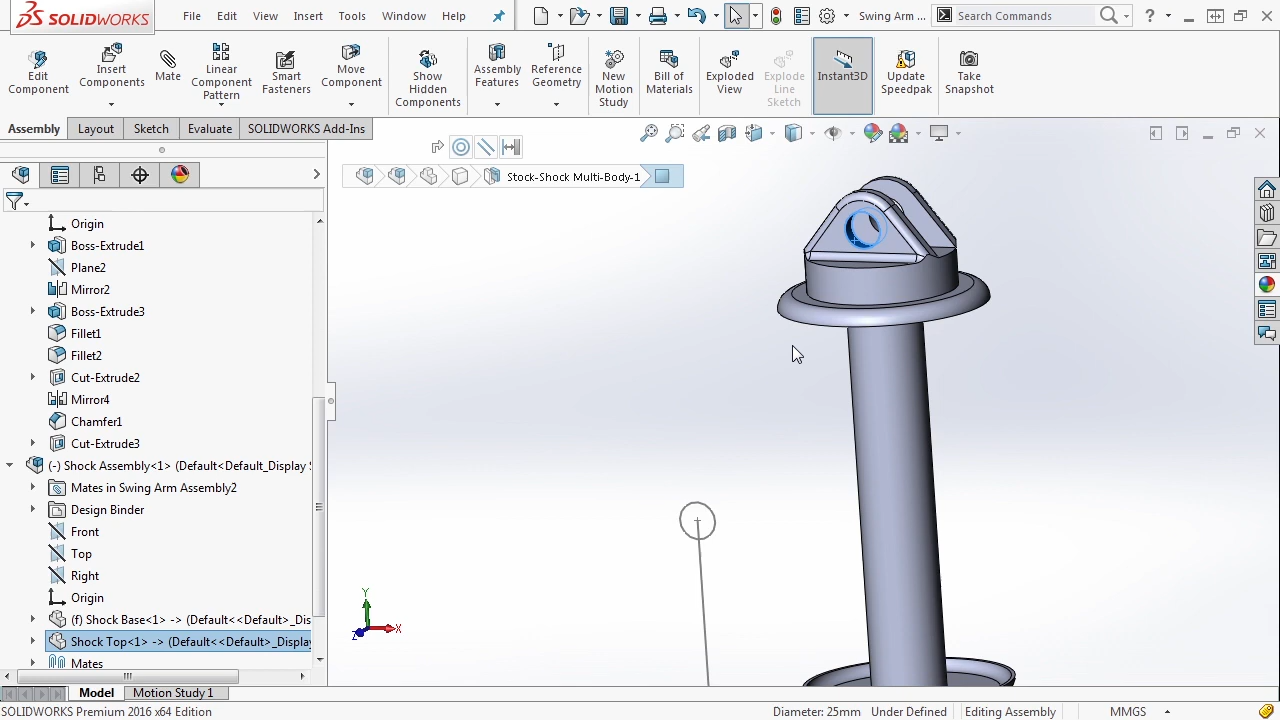 SOLIDWORKS
File Edit View Insert Tools Window Help
Swing Arm ...
Search Commands
Edit Component
Insert Components
Mate
Linear Component Pattern
Smart Fasteners
Move Component
Show Hidden Components
Assembly Features
Reference Geometry
New Motion Study
Bill of Materials
Exploded View
Explode Line Sketch
Instant3D
Update Speedpak
Take Snapshot
Assembly Layout Sketch Evaluate SOLIDWORKS Add-Ins
Stock-Shock Multi-Body-1
Origin
Boss-Extrude1
Plane2
Mirror2
Boss-Extrude3
Fillet1
Fillet2
Cut-Extrude2
Mirror4
Chamfer1
Cut-Extrude3
(-) Shock Assembly<1> (Default<Default_Display
Mates in Swing Arm Assembly2
Design Binder
Front
Top
Right
Origin
(f) Shock Base<1> -> (Default<<Default>_Dis
Shock Top<1> -> (Default<<Default>_Display
Mates
Y
X
Z
Model Motion Study 1
SOLIDWORKS Premium 2016 x64 Edition
Diameter: 25mm Under Defined Editing Assembly MMGS